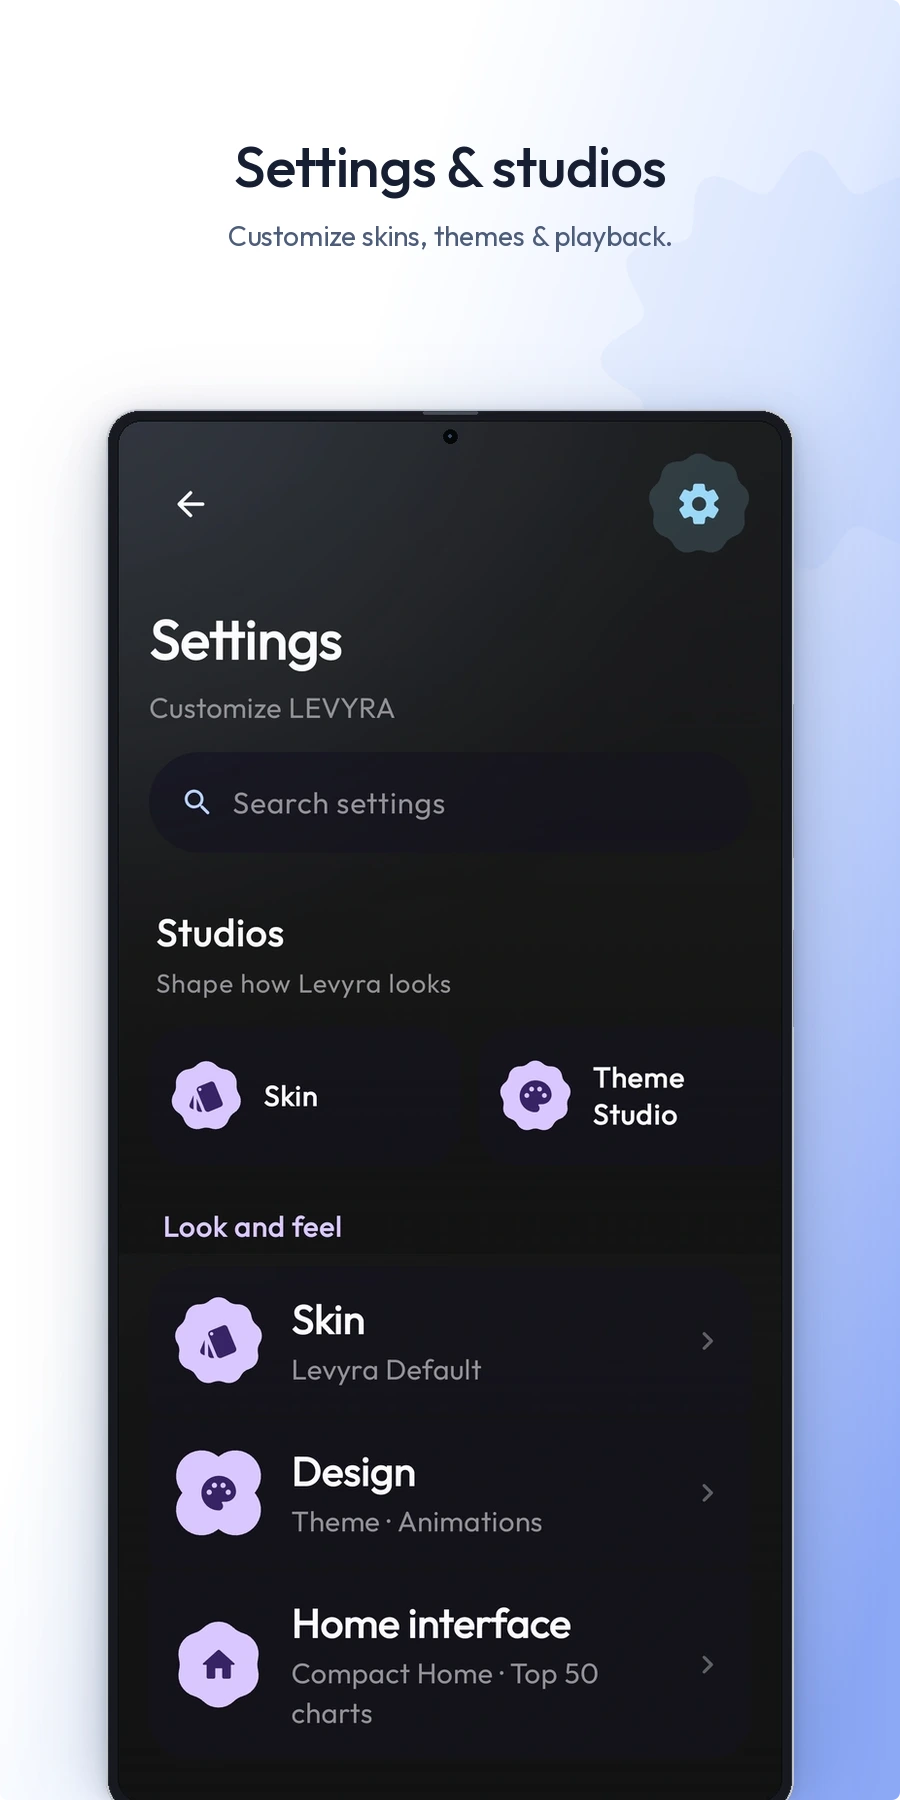 Settings & studios
Customize skins, themes & playback.
Settings
Customize LEVYRA
Search settings
Studios
Shape how Levyra looks
Skin
Theme
Studio
Look and feel
Skin
Levyra Default
Design
Theme · Animations
Home interface
Compact Home · Top 50
charts